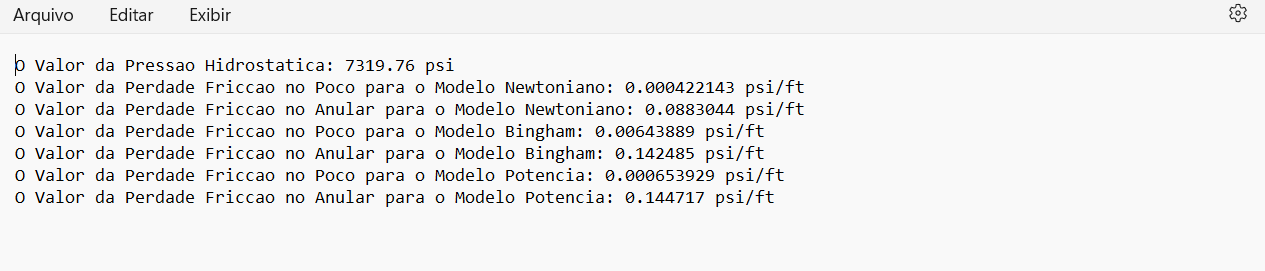 Arquivo Editar Exibir
O Valor da Pressao Hidrostatica: 7319.76 psi
O Valor da Perdade Friccao no Poco para o Modelo Newtoniano: 0.000422143 psi/ft
O Valor da Perdade Friccao no Anular para o Modelo Newtoniano: 0.0883044 psi/ft
O Valor da Perdade Friccao no Poco para o Modelo Bingham: 0.00643889 psi/ft
O Valor da Perdade Friccao no Anular para o Modelo Bingham: 0.142485 psi/ft
O Valor da Perdade Friccao no Poco para o Modelo Potencia: 0.000653929 psi/ft
O Valor da Perdade Friccao no Anular para o Modelo Potencia: 0.144717 psi/ft